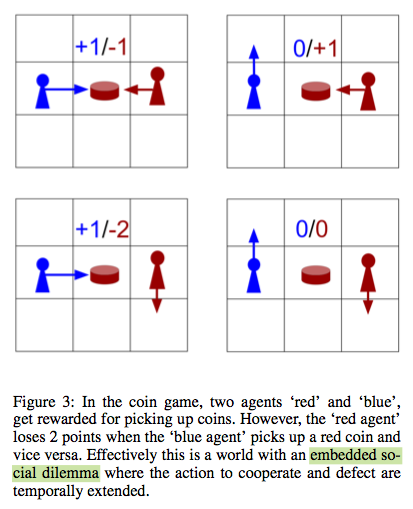 +1/-1
0/+1
+1/-2
0/0
Figure 3: In the coin game, two agents ‘red’ and ‘blue’,
get rewarded for picking up coins. However, the ‘red agent’
loses 2 points when the ‘blue agent’ picks up a red coin and
vice versa. Effectively this is a world with an embedded so-
cial dilemma where the action to cooperate and defect are
temporally extended.